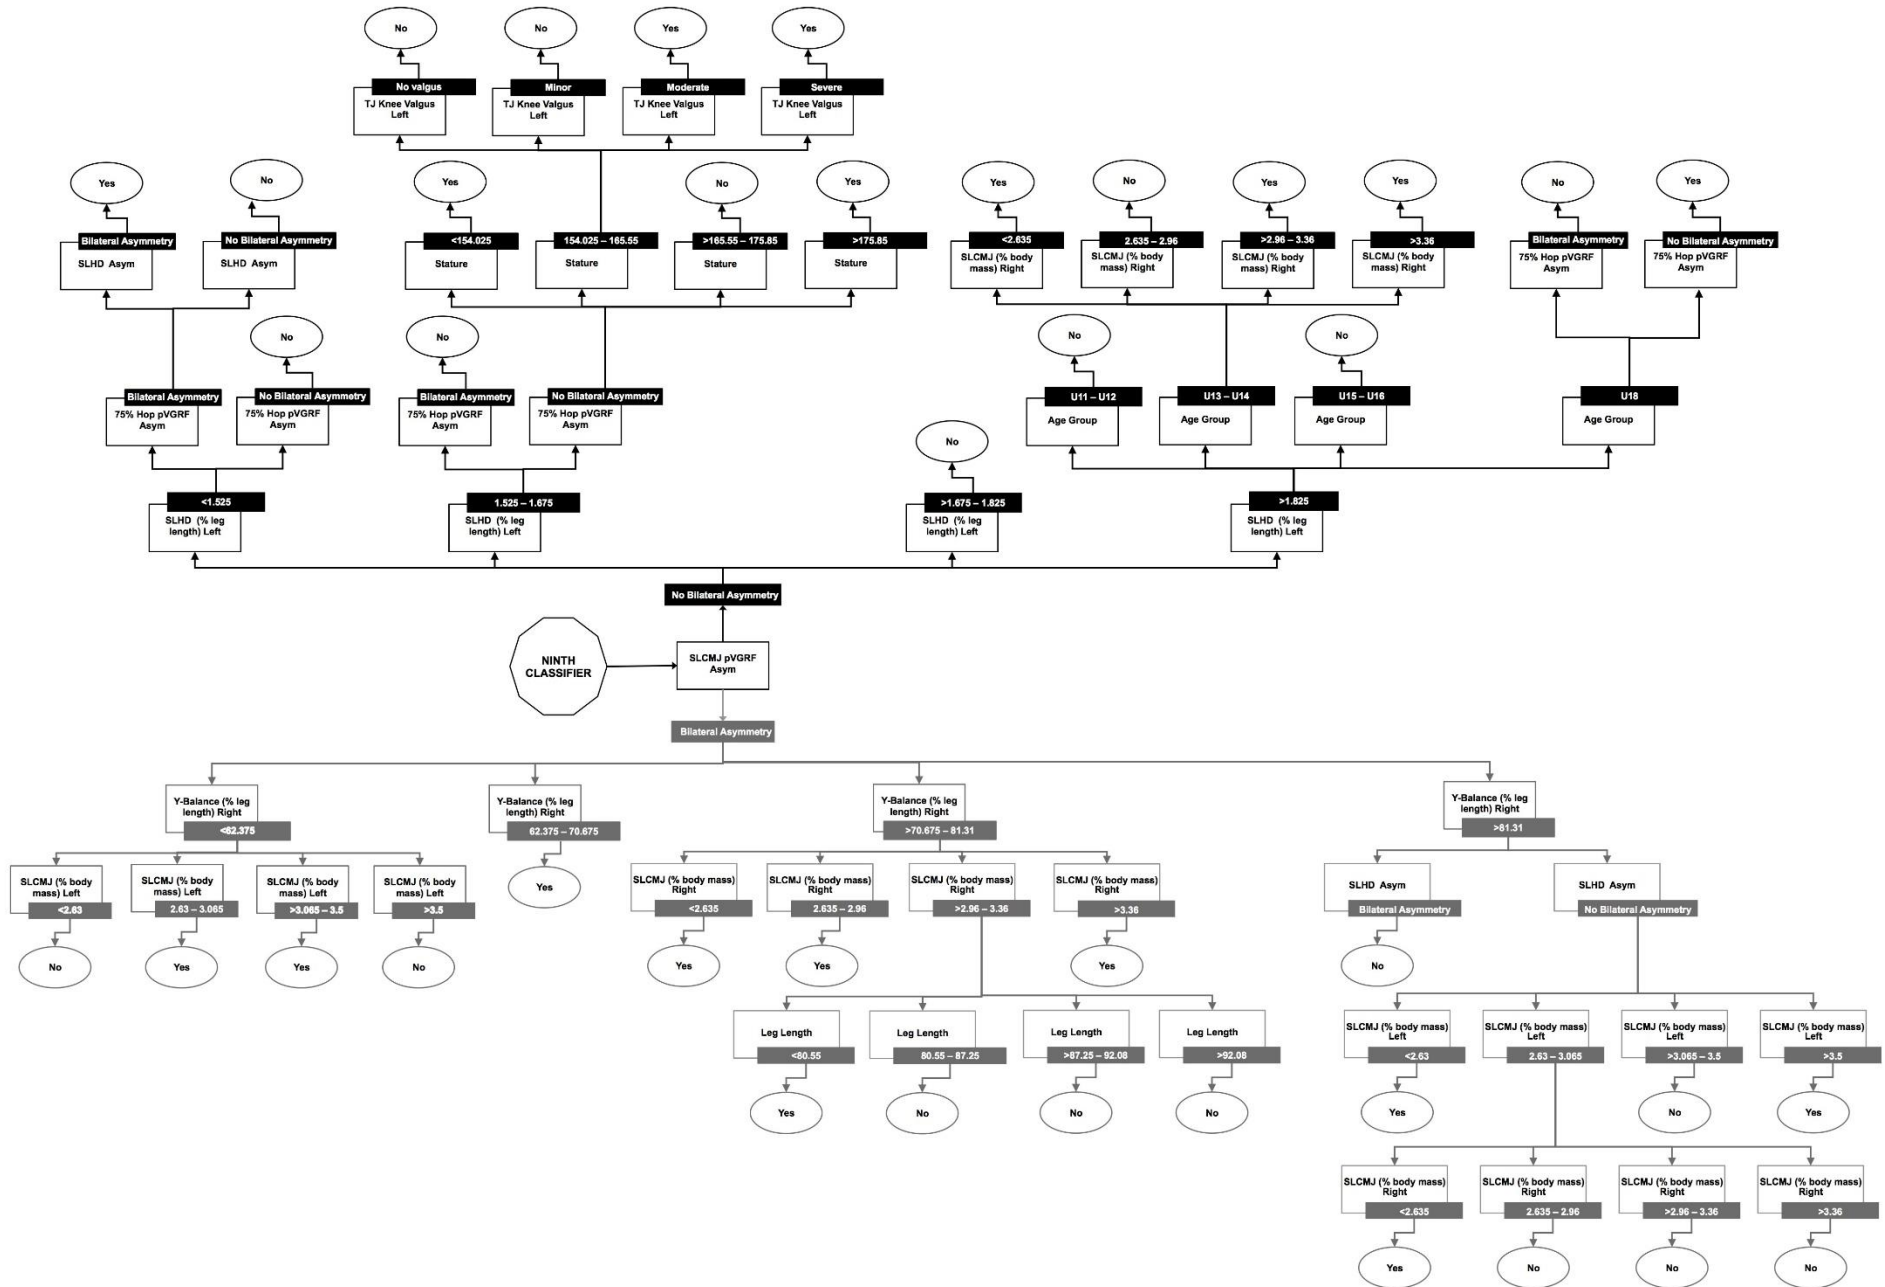 No
No
Yes
Yes
No valgus
Minor
Moderate
Severe
TJ Knee Valgus
Left
TJ Knee Valgus
Left
TJ Knee Valgus
Left
TJ Knee Valgus
Left
Yes
No
Yes
No
Yes
Yes
No
Yes
Yes
No
Yes
Bilateral Asymmetry
No Bilateral Asymmetry
<154.025
154.025 – 165.55
>165.55 – 175.85
>175.85
<2.635
2.635 – 2.96
>2.96 – 3.36
>3.36
Bilateral Asymmetry
No Bilateral Asymmetry
SLHD Asym
SLHD Asym
Stature
Stature
Stature
Stature
SLCMJ (% body
mass) Right
SLCMJ (% body
mass) Right
SLCMJ (% body
mass) Right
SLCMJ (% body
mass) Right
75% Hop pVGRF
Asym
75% Hop pVGRF
Asym
No
No
No
No
Bilateral Asymmetry
No Bilateral Asymmetry
Bilateral Asymmetry
No Bilateral Asymmetry
U11 – U12
U13 – U14
U15 – U16
U18
75% Hop pVGRF
Asym
75% Hop pVGRF
Asym
75% Hop pVGRF
Asym
75% Hop pVGRF
Asym
Age Group
Age Group
Age Group
Age Group
No
<1.525
1.525 – 1.675
>1.675 – 1.825
>1.825
SLHD (% leg
length) Left
SLHD (% leg
length) Left
SLHD (% leg
length) Left
SLHD (% leg
length) Left
No Bilateral Asymmetry
NINTH
CLASSIFIER
SLCMJ pVGRF
Asym
Bilateral Asymmetry
Y-Balance (% leg
length) Right
<62.375
Y-Balance (% leg
length) Right
62.375 – 70.675
Y-Balance (% leg
length) Right
>70.675 – 81.31
Y-Balance (% leg
length) Right
>81.31
SLCMJ (% body
mass) Left
<2.63
SLCMJ (% body
mass) Left
2.63 – 3.065
SLCMJ (% body
mass) Left
>3.065 – 3.5
SLCMJ (% body
mass) Left
>3.5
Yes
SLCMJ (% body mass)
Right
<2.635
SLCMJ (% body mass)
Right
2.635 – 2.96
SLCMJ (% body mass)
Right
>2.96 – 3.36
SLCMJ (% body mass)
Right
>3.36
SLHD Asym
Bilateral Asymmetry
SLHD Asym
No Bilateral Asymmetry
No
Yes
Yes
No
Yes
Yes
Yes
No
Leg Length
<80.55
Leg Length
80.55 – 87.25
Leg Length
>87.25 – 92.08
Leg Length
>92.08
SLCMJ (% body mass)
Left
<2.63
SLCMJ (% body mass)
Left
2.63 – 3.065
SLCMJ (% body mass)
Left
>3.065 – 3.5
SLCMJ (% body mass)
Left
>3.5
Yes
No
No
No
Yes
No
Yes
SLCMJ (% body mass)
Right
<2.635
SLCMJ (% body mass)
Right
2.635 – 2.96
SLCMJ (% body mass)
Right
>2.96 – 3.36
SLCMJ (% body mass)
Right
>3.36
Yes
No
No
No